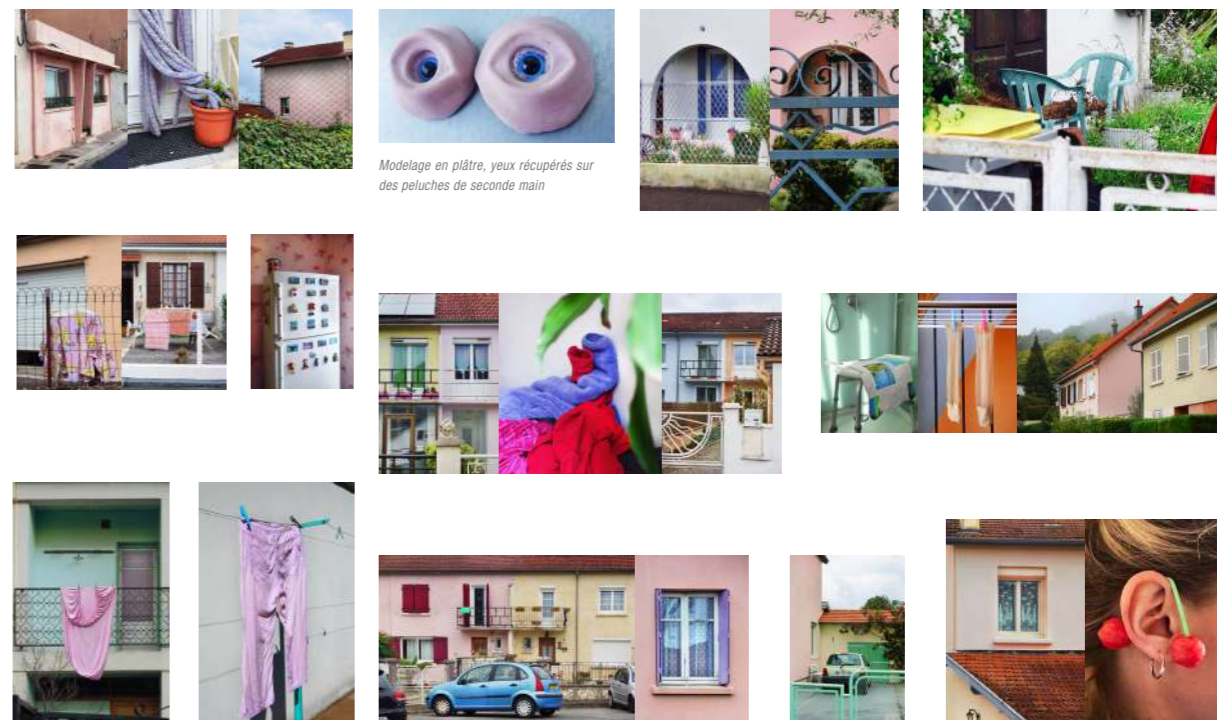 Modelage en plâtre, yeux récupérés sur
des peluches de seconde main